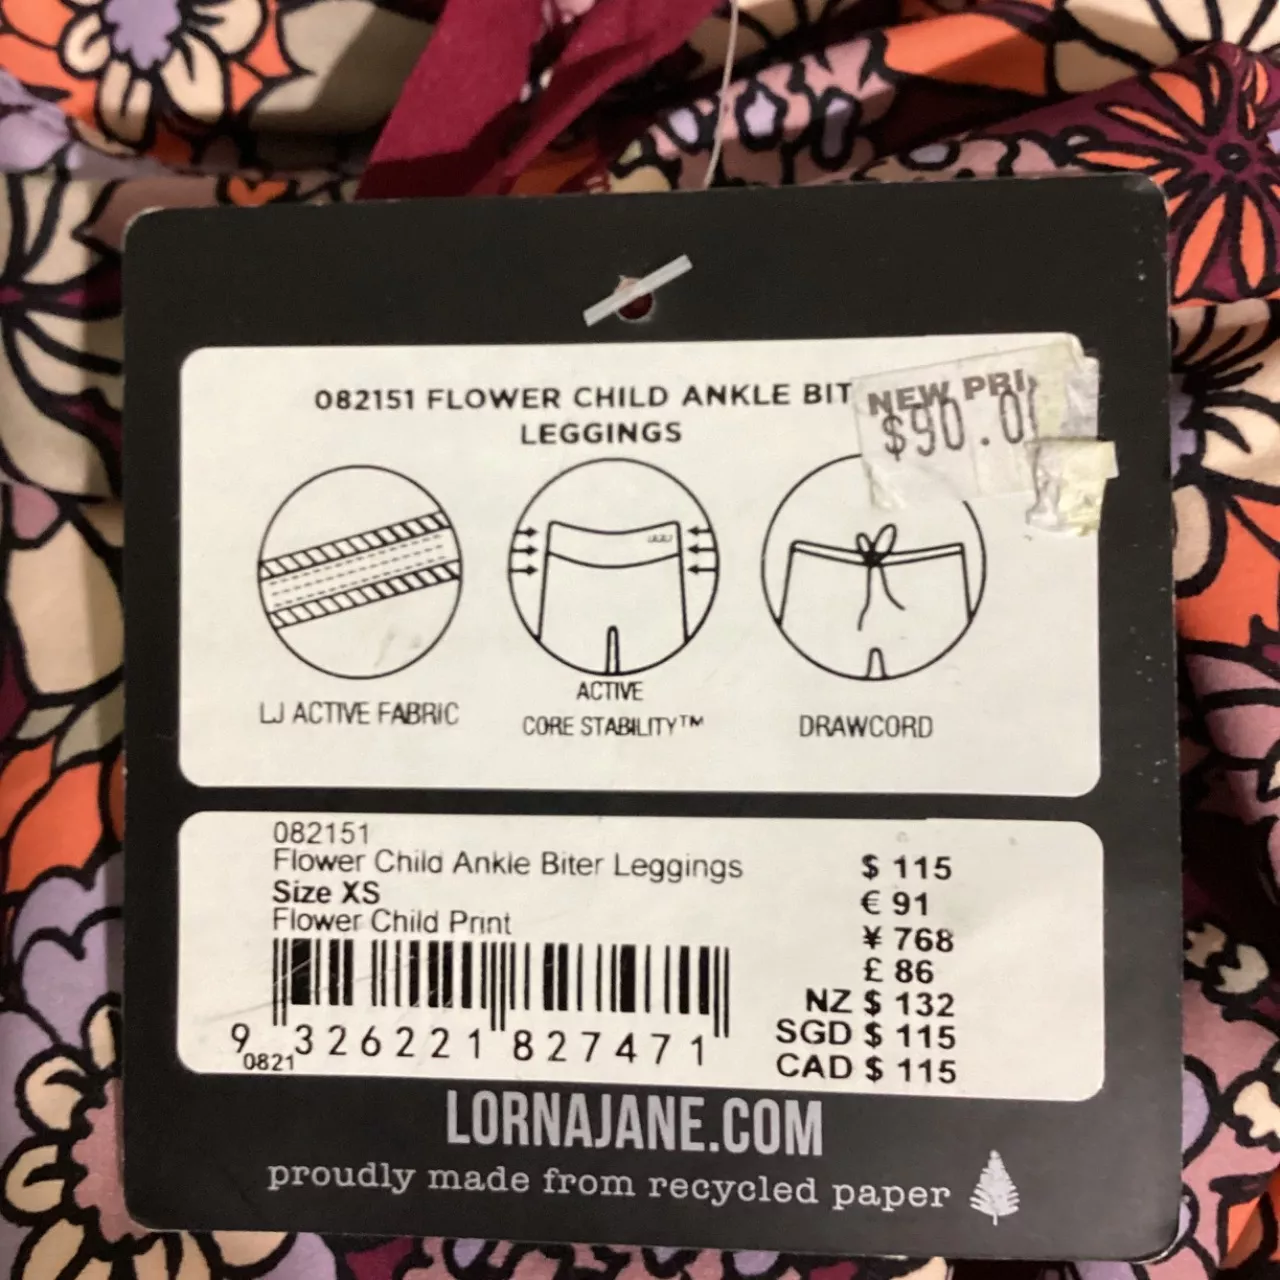 082151 FLOWER CHILD ANKLE BIT
LEGGINGS
NEW PRI
$90.0
LJ ACTIVE FABRIC
ACTIVE
CORE STABILITY™
DRAWCORD
082151
Flower Child Ankle Biter Leggings
Size XS
Flower Child Print
$ 115
€ 91
¥ 768
£ 86
NZ $ 132
SGD $ 115
CAD $ 115
9 326221 827471
0821
LORNAJANE.COM
proudly made from recycled paper